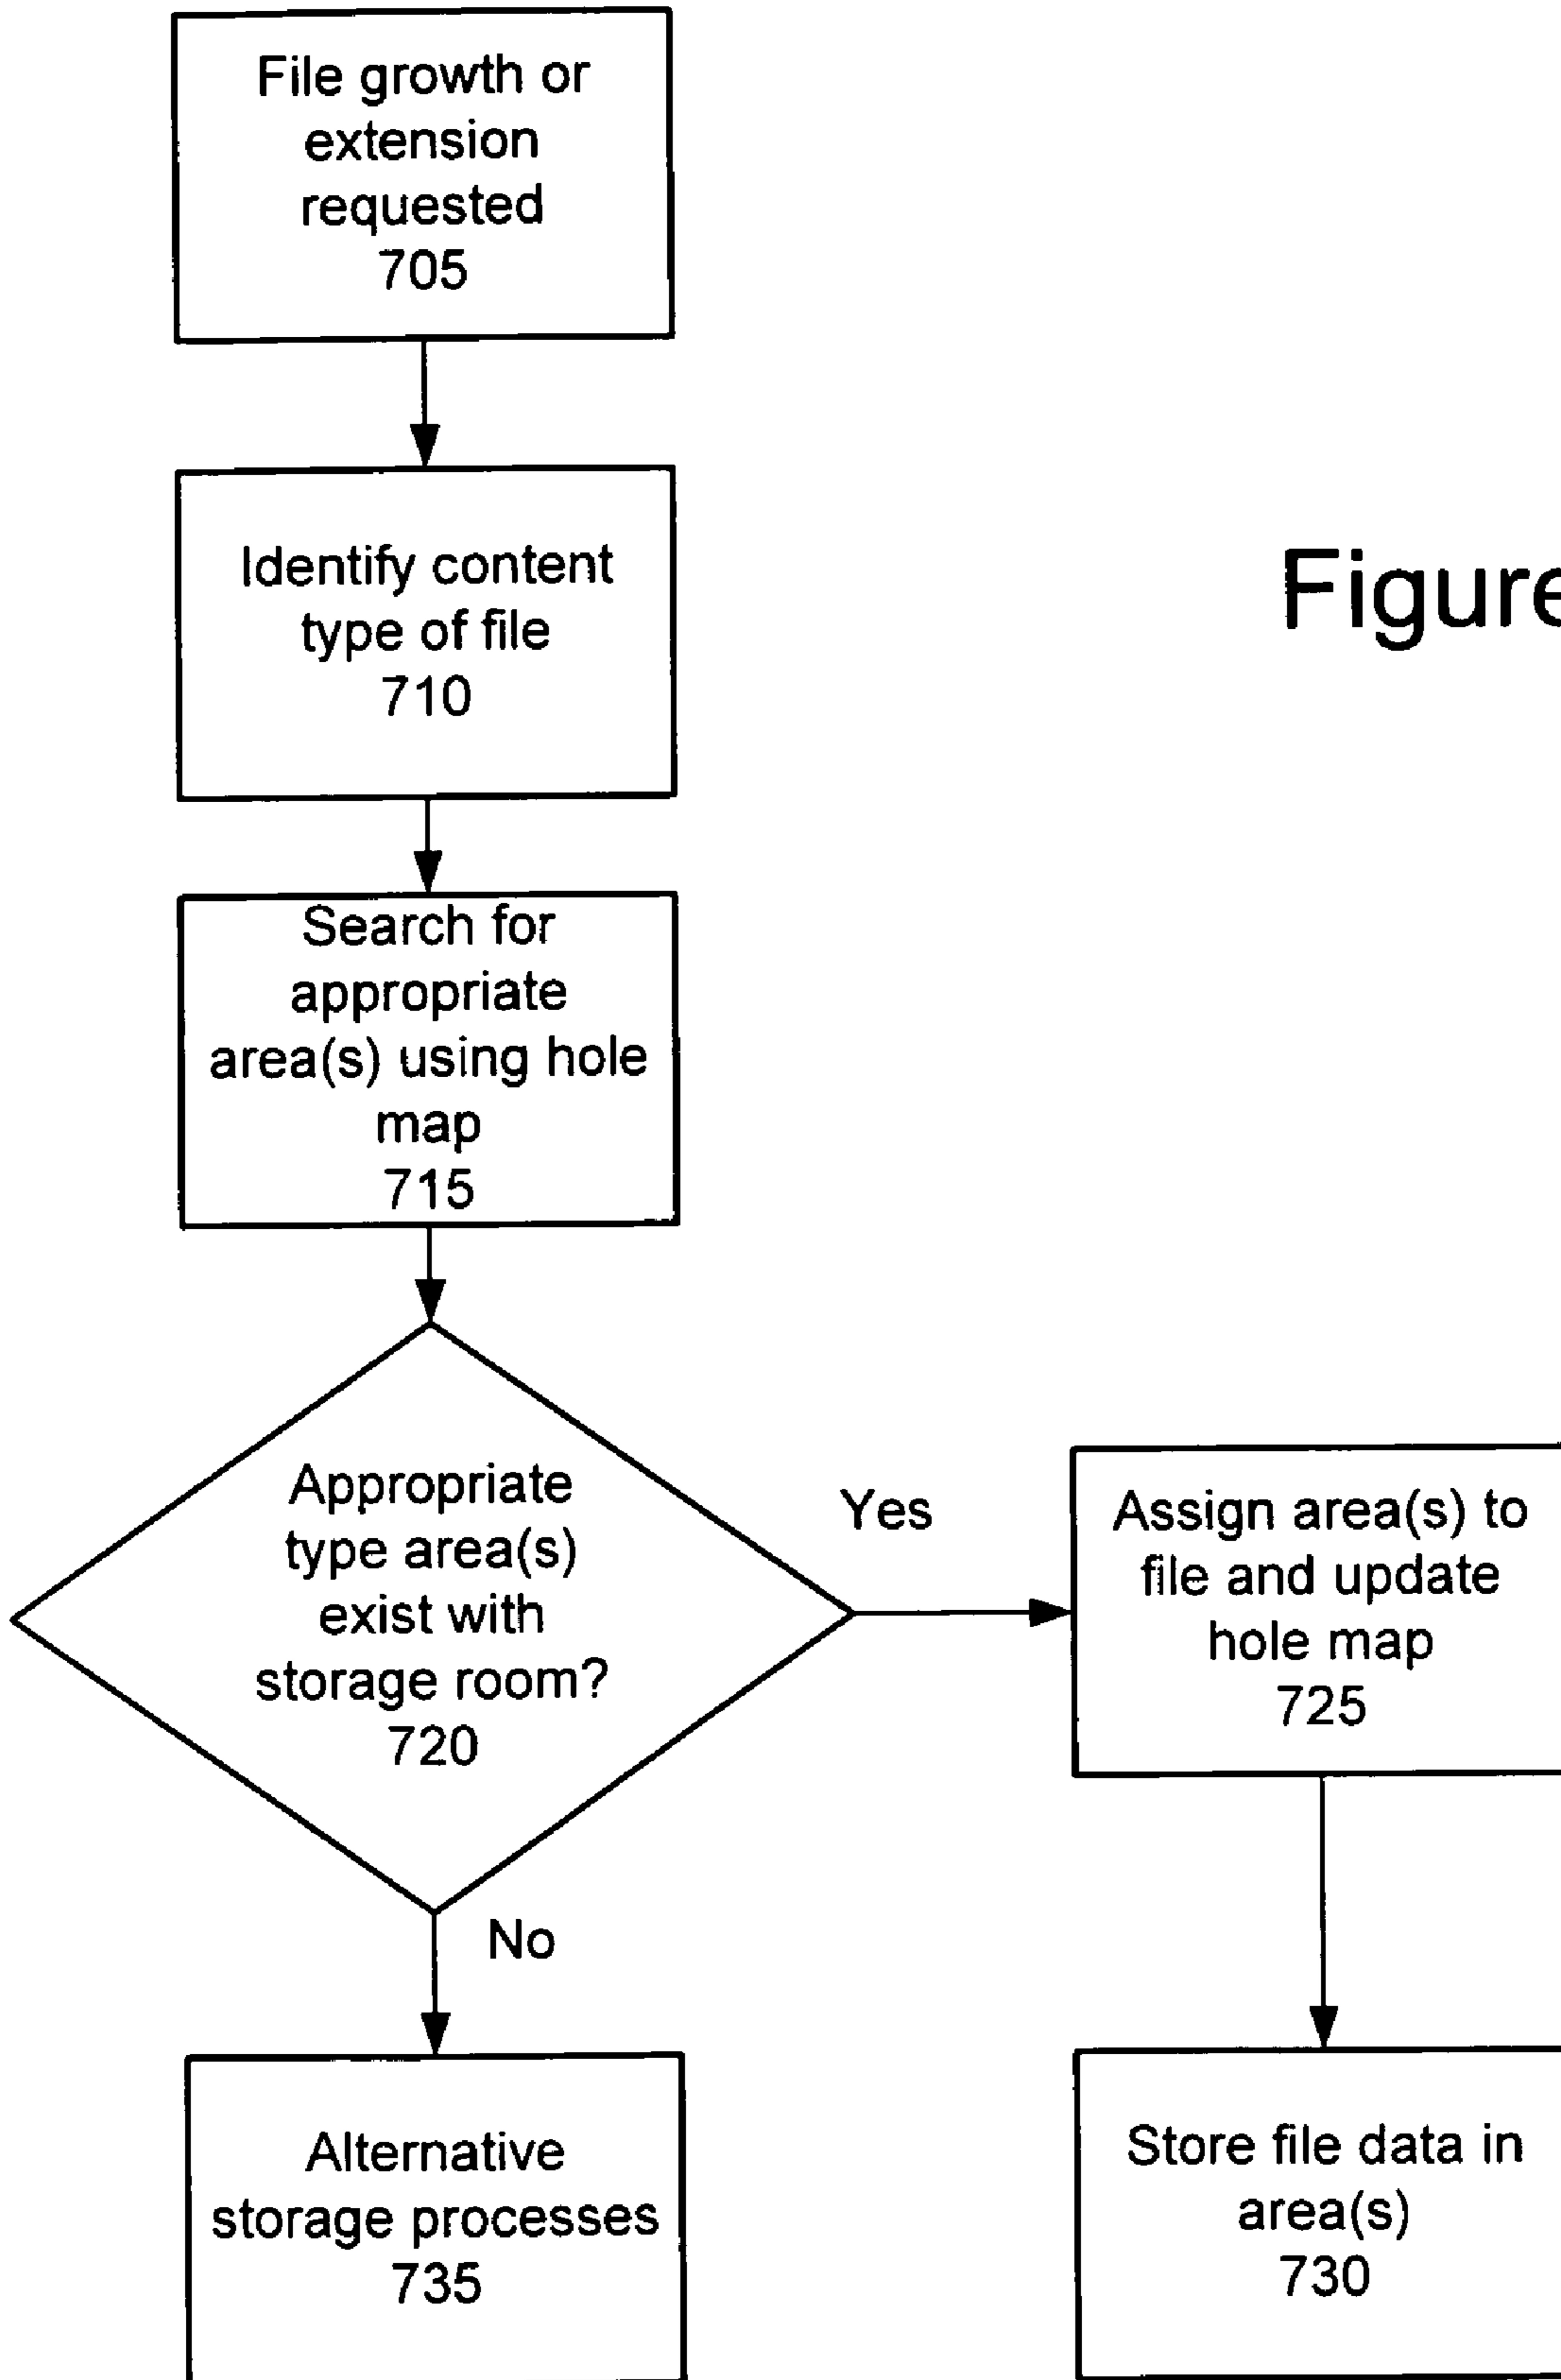 File growth or
extension
requested
705
Identify content
type of file
710
Figure
Search for
appropriate
area(s) using hole
map
715
Appropriate
type area(s)
exist with
storage room?
720
Yes
Assign area(s) to
file and update
hole map
725
No
Alternative
storage processes
735
Store file data in
area(s)
730